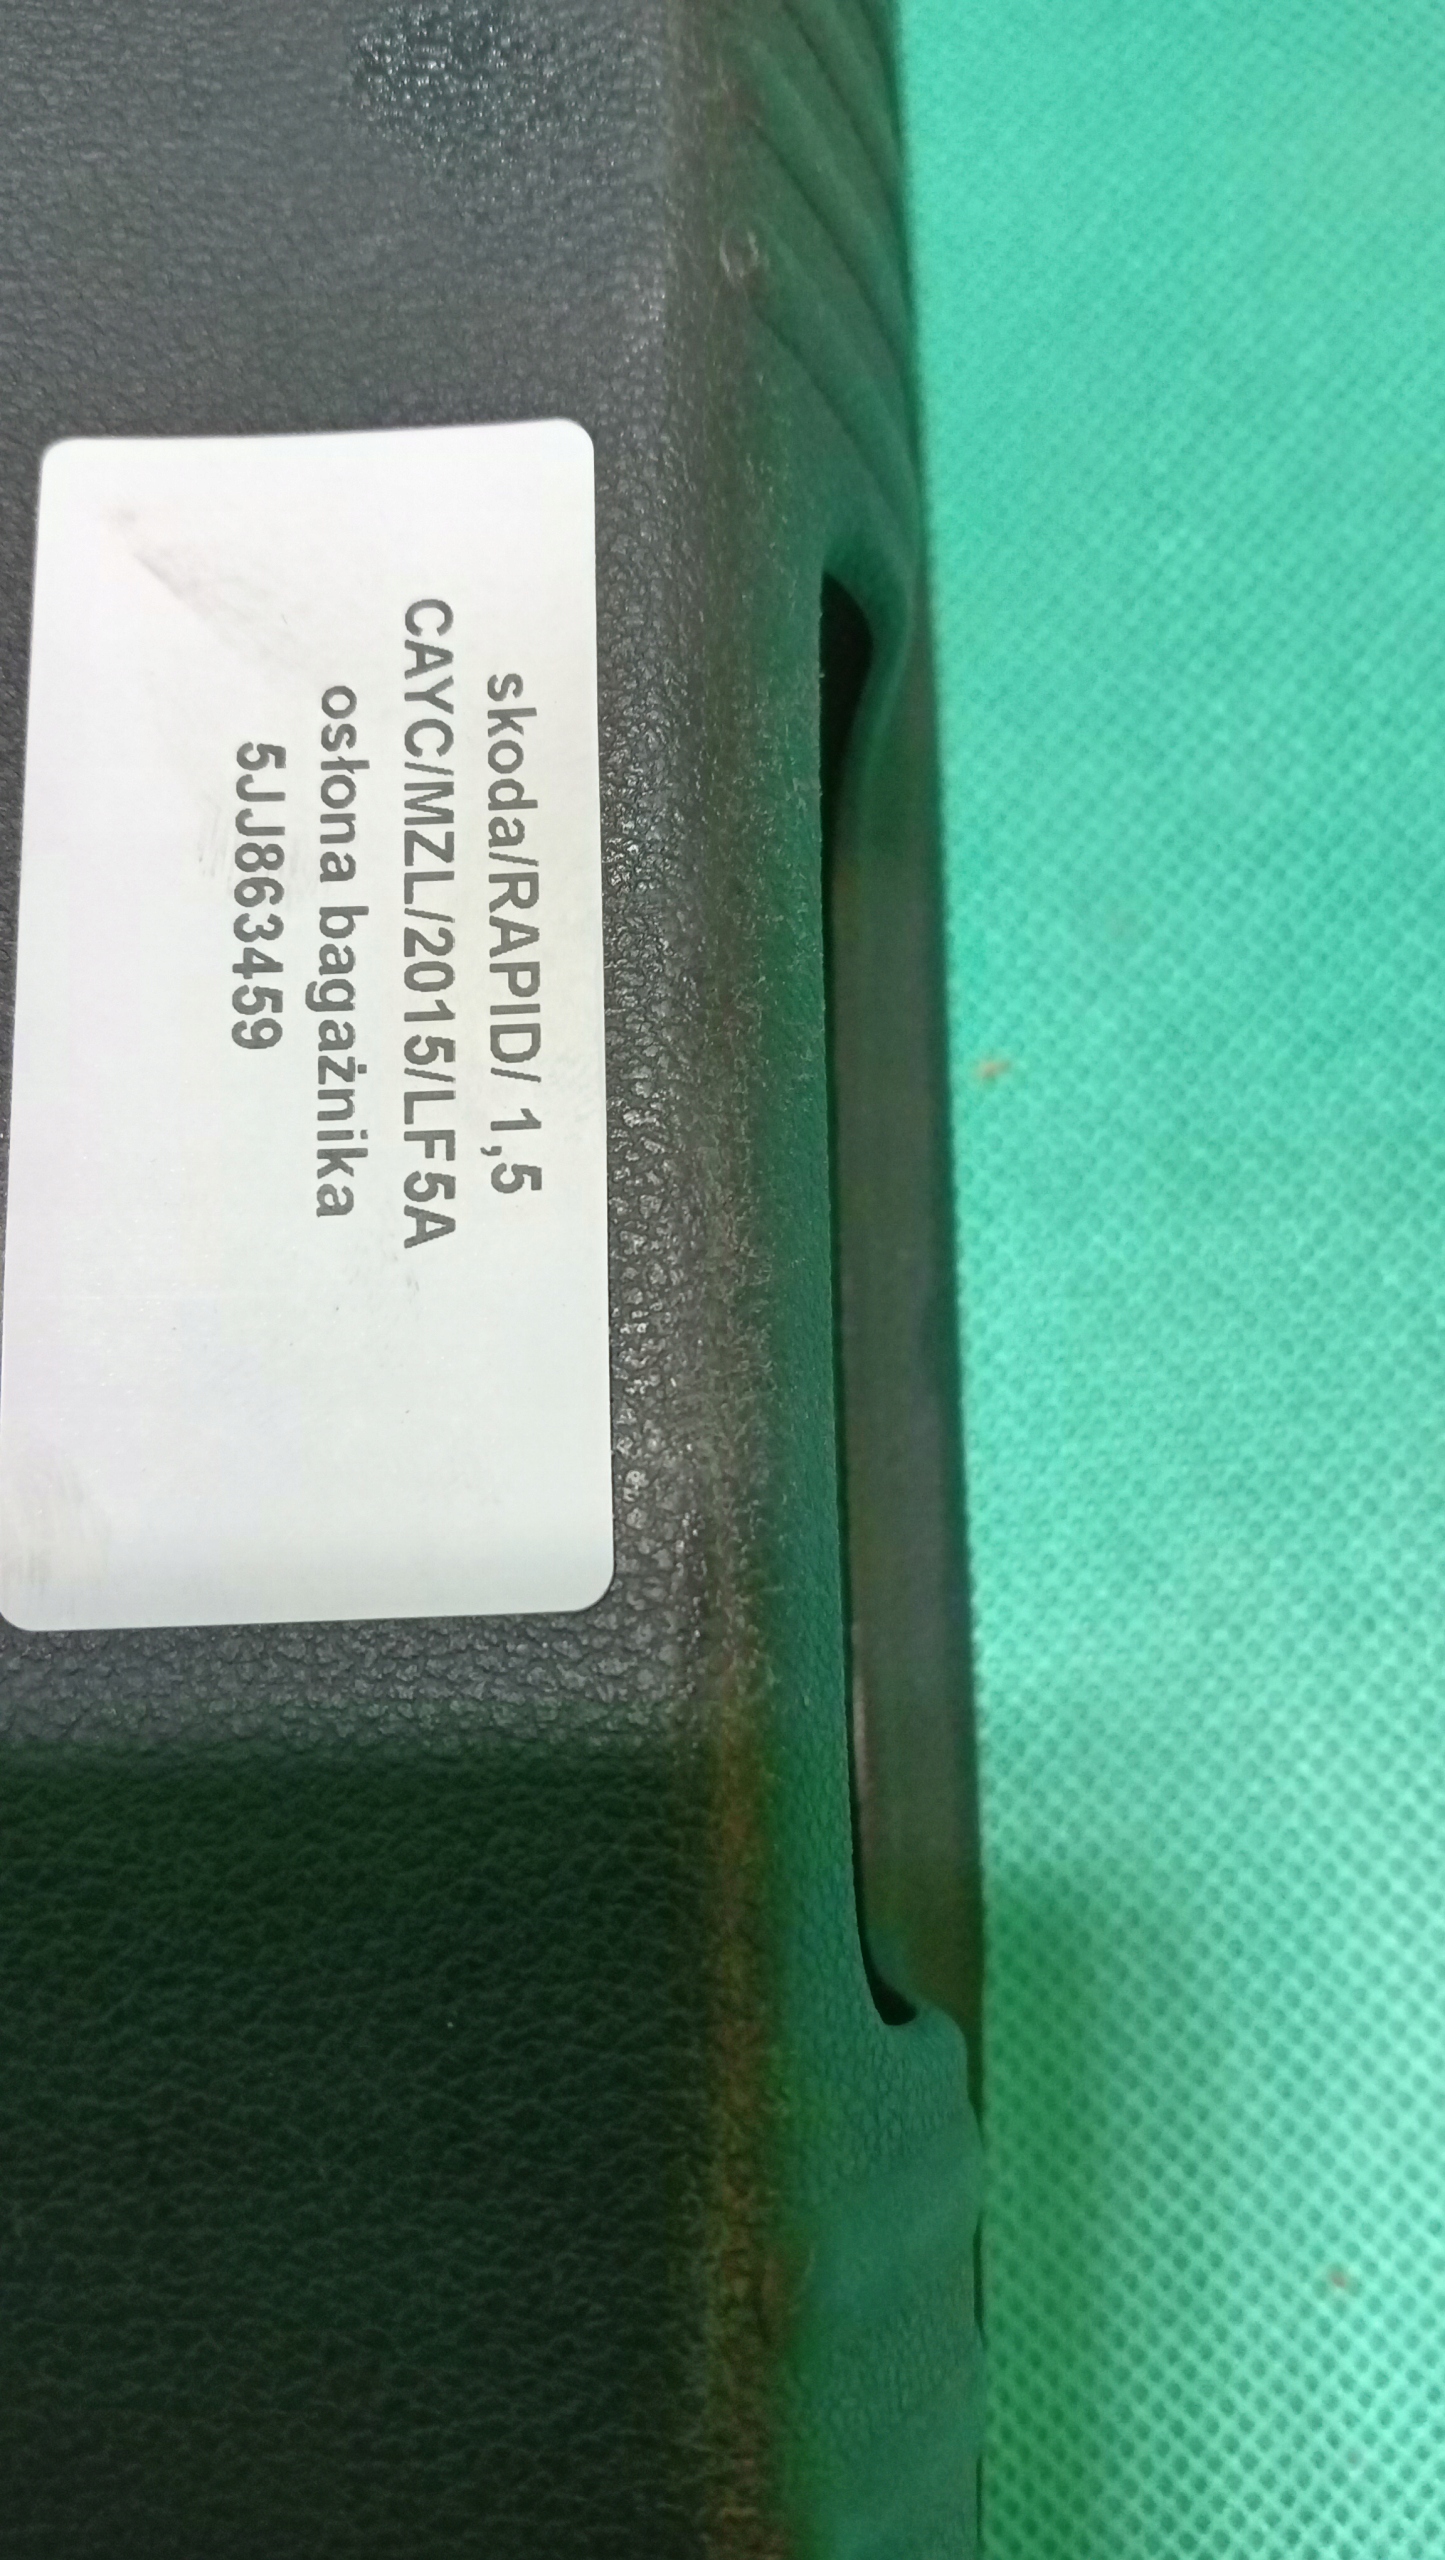 skoda/RAPID/ 1,5
CAYC/MZL/2015/LF5A
osłona bagażnika
5JJ863459